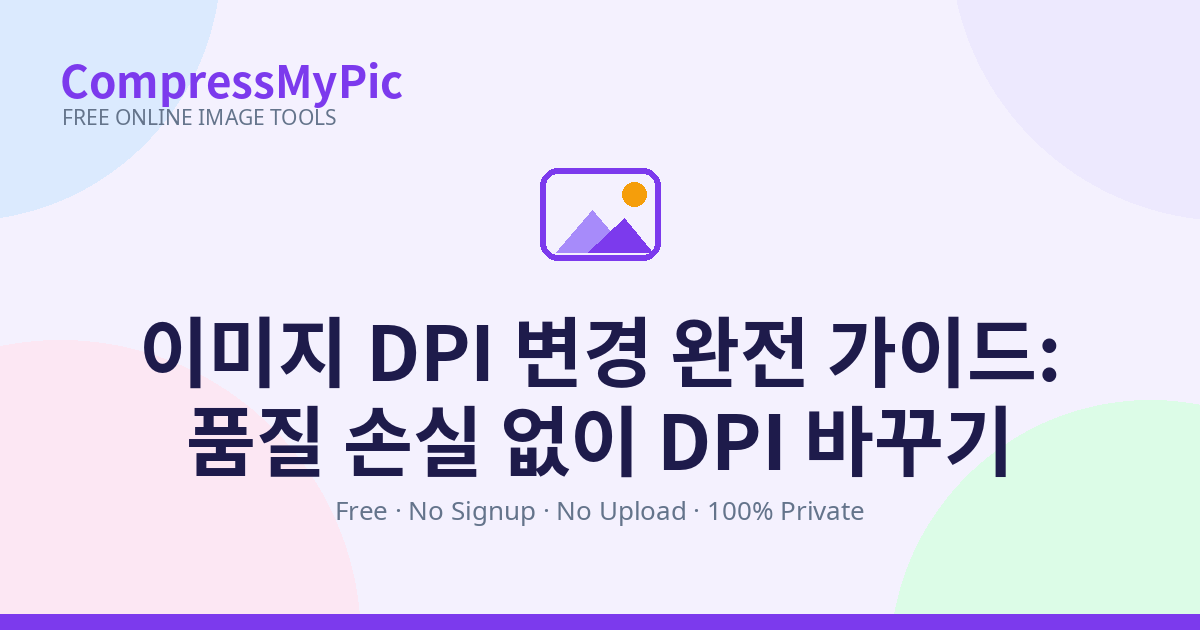 CompressMyPic
FREE ONLINE IMAGE TOOLS
이미지 DPI 변경 완전 가이드:
품질 손실 없이 DPI 바꾸기
Free · No Signup · No Upload · 100% Private